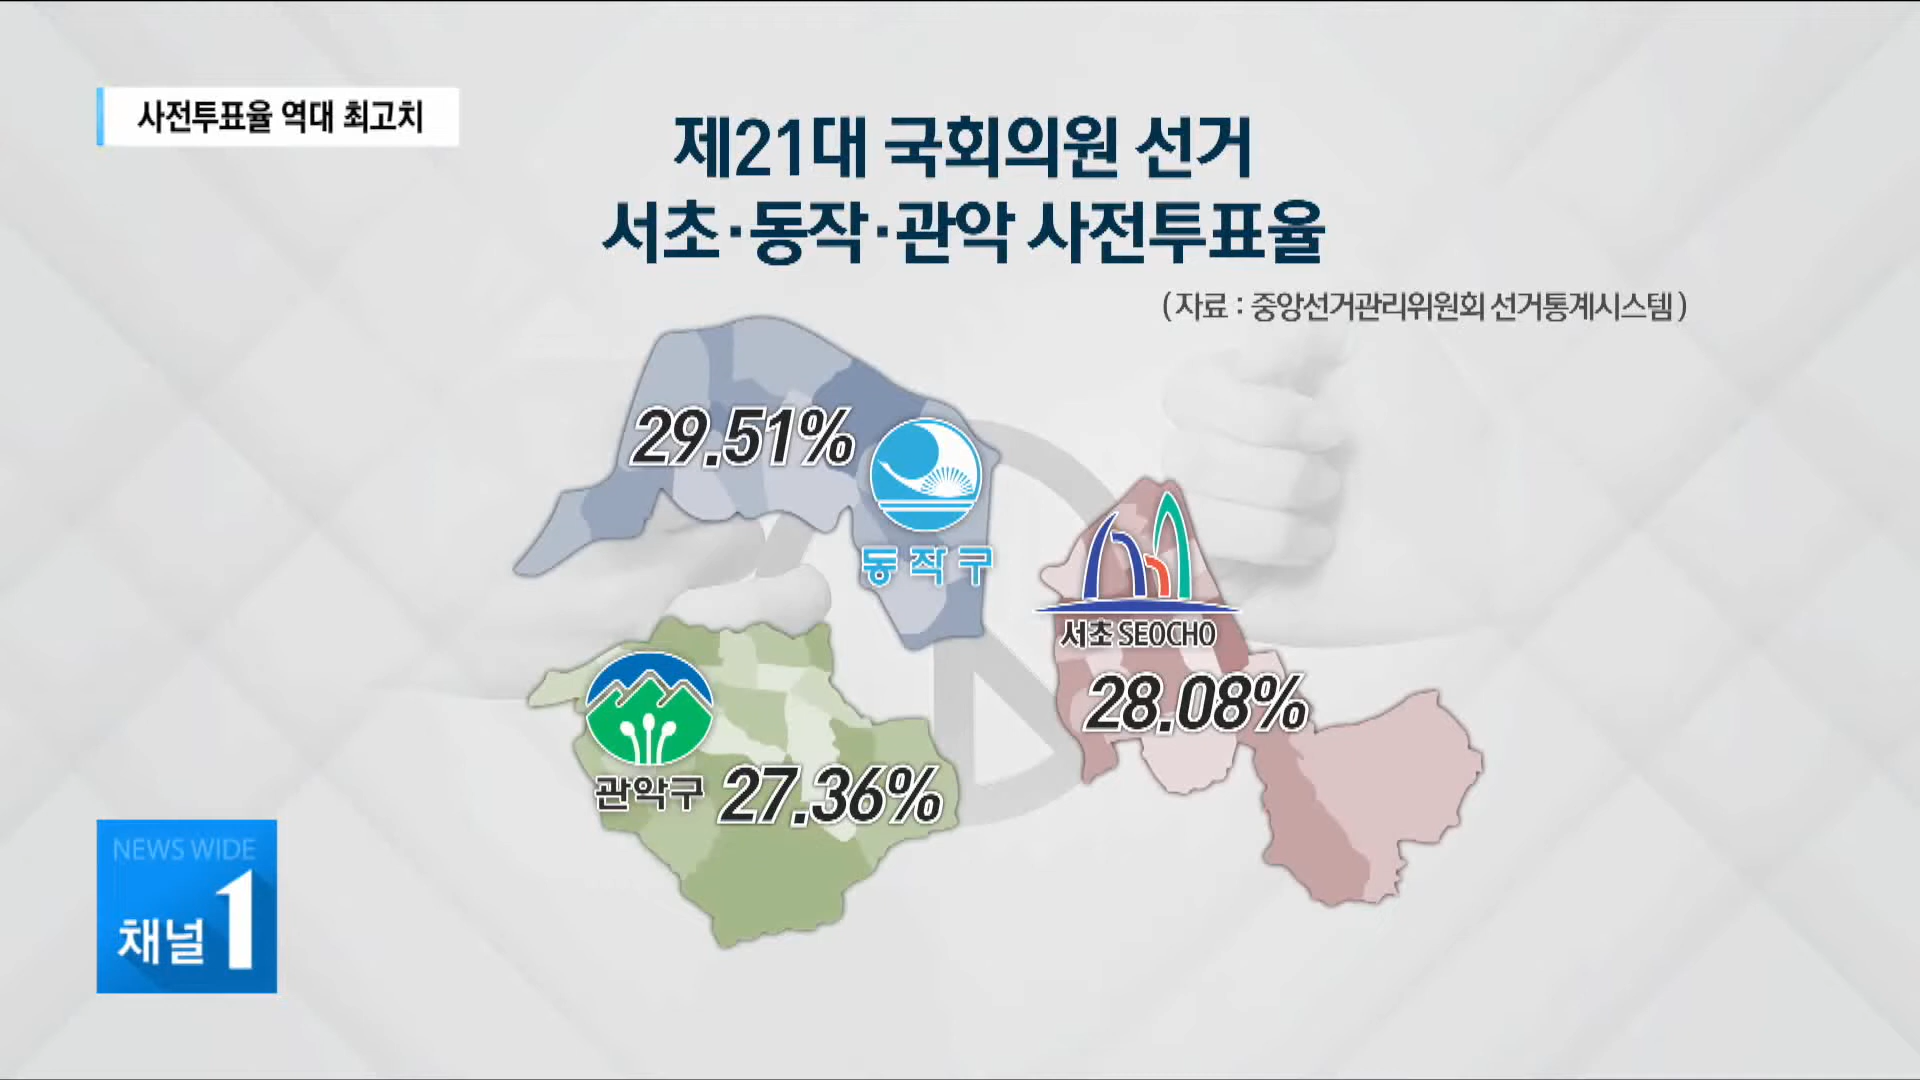 사전투표율 역대 최고치
제21대 국회의원 선거
서초·동작·관악 사전투표율
( 자료 : 중앙선거관리위원회 선거통계시스템 )
29.51%
동작구
서초 SEOCHO
28.08%
관악구
27.36%
NEWS WIDE
채널 1